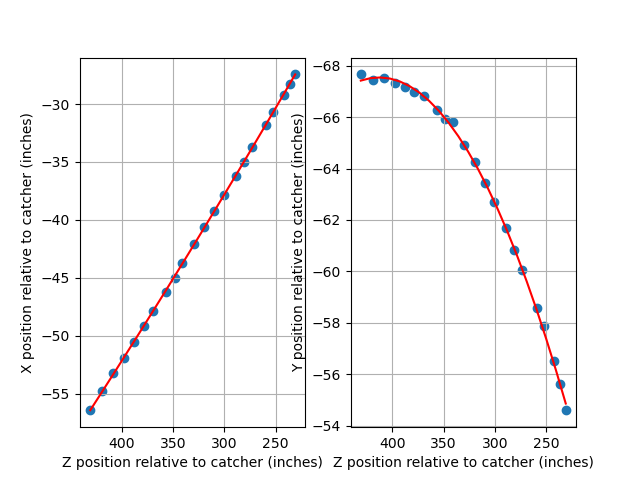 X position relative to catcher (inches)
−30
−35
−40
−45
−50
−55
400 350 300 250
Z position relative to catcher (inches)
Y position relative to catcher (inches)
−68
−66
−64
−62
−60
−58
−56
−54
400 350 300 250
Z position relative to catcher (inches)